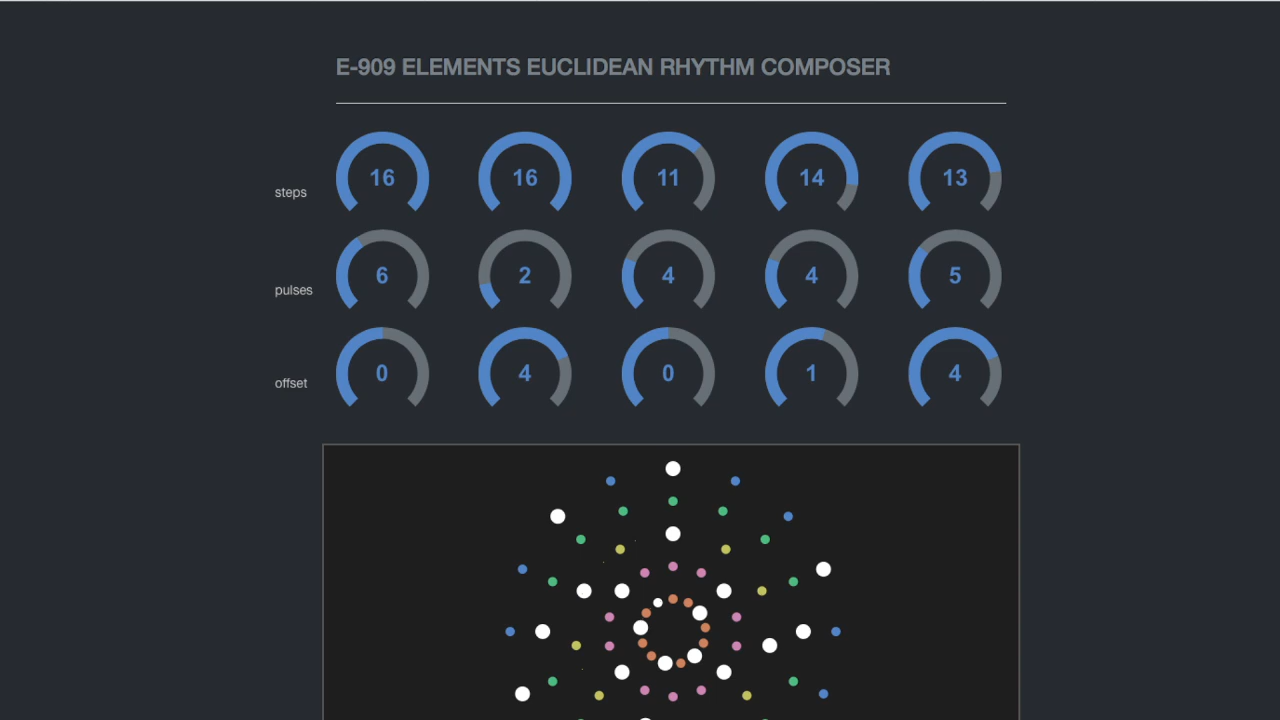 E-909 ELEMENTS EUCLIDEAN RHYTHM COMPOSER
steps 16 16 11 14 13
pulses 6 2 4 4 5
offset 0 4 0 1 4